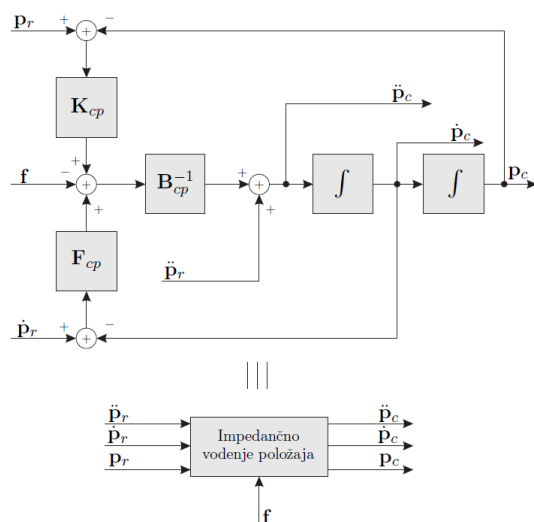 p_r + −
+
K_cp
p̈_c
+
ṗ_c
f − + B_cp^{-1} + + ∫ ∫ p_c
+ +
F_cp
p̈_r
ṗ_r + −
+
p̈_r p̈_c
ṗ_r Impedančno ṗ_c
p_r vodenje položaja p_c
f